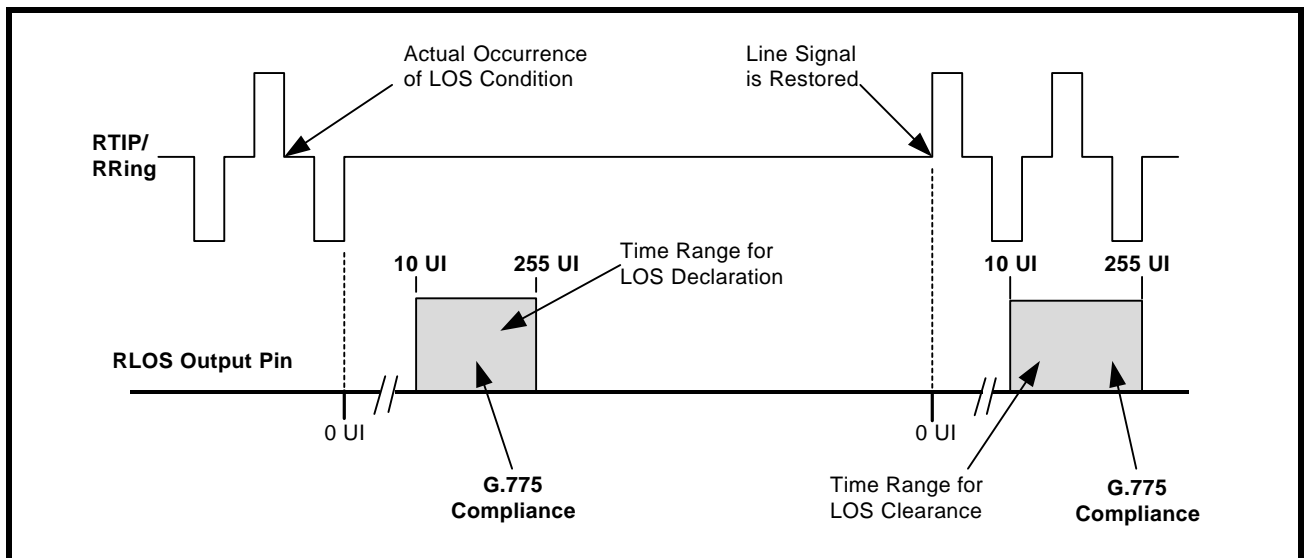 Actual Occurrence
of LOS Condition
Line Signal
is Restored
RTIP/
RRing
10 UI
255 UI
Time Range for
LOS Declaration
10 UI
255 UI
RLOS Output Pin
0 UI
0 UI
G.775
Compliance
Time Range for
LOS Clearance
G.775
Compliance